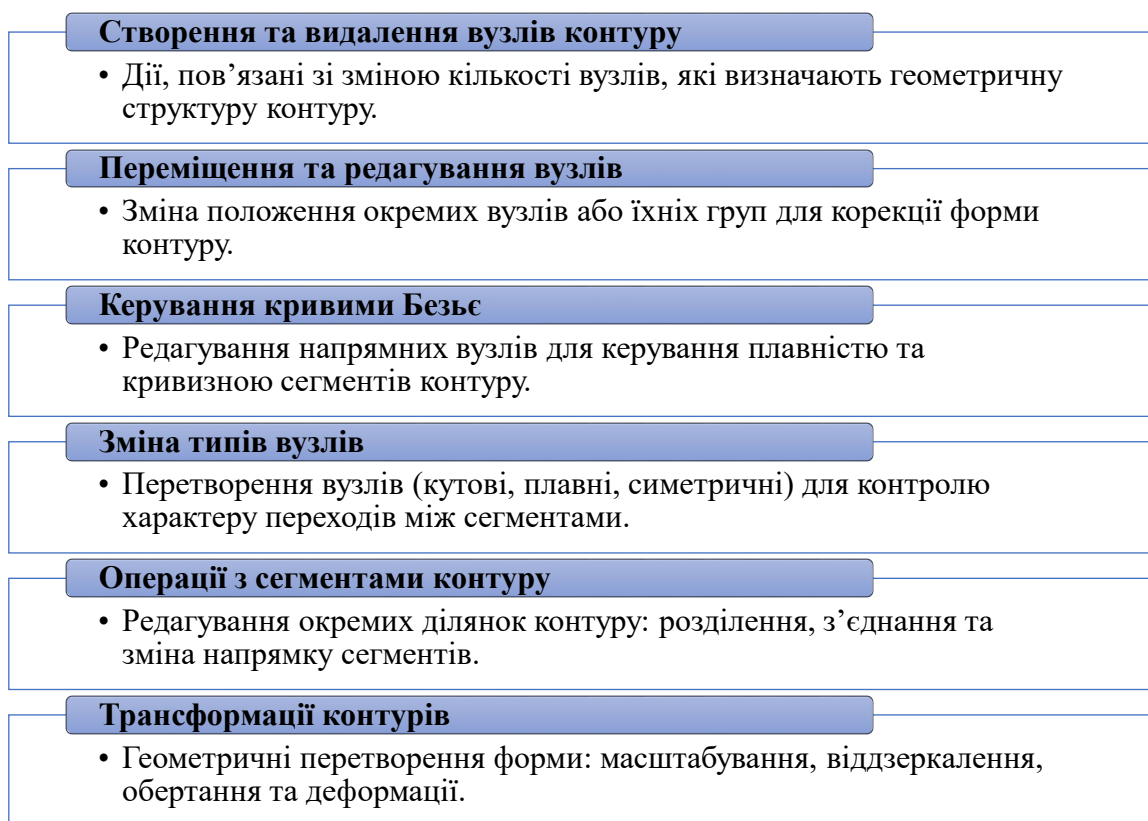 Створення та видалення вузлів контуру
• Дії, пов’язані зі зміною кількості вузлів, які визначають геометричну
структуру контуру.
Переміщення та редагування вузлів
• Зміна положення окремих вузлів або їхніх груп для корекції форми
контуру.
Керування кривими Безьє
• Редагування напрямних вузлів для керування плавністю та
кривизною сегментів контуру.
Зміна типів вузлів
• Перетворення вузлів (кутові, плавні, симетричні) для контролю
характеру переходів між сегментами.
Операції з сегментами контуру
• Редагування окремих ділянок контуру: розділення, з’єднання та
зміна напрямку сегментів.
Трансформації контурів
• Геометричні перетворення форми: масштабування, віддзеркалення,
обертання та деформації.